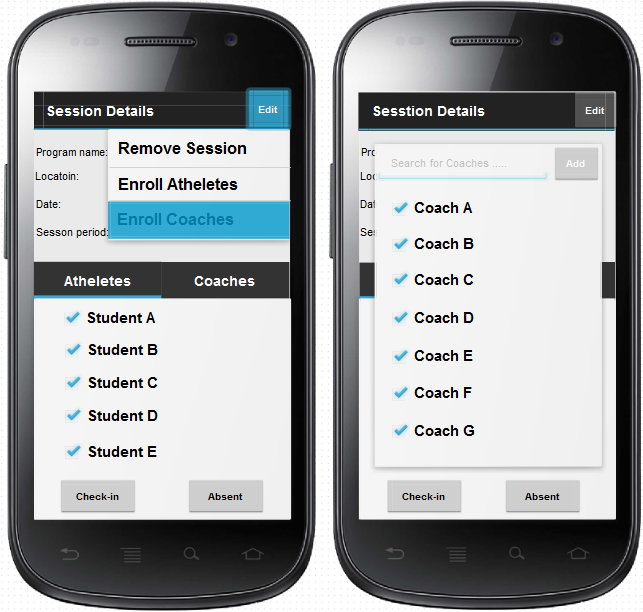 Session Details
Edit
Program name:
Remove Session
Locatoin:
Enroll Atheletes
Date:
Enroll Coaches
Sesson period:
Atheletes
Coaches
Student A
Student B
Student C
Student D
Student E
Check-in
Absent
Sesstion Details
Edit
Pro
Search for Coaches .....
Add
Loc
Coach A
Dat
Coach B
Ses
Coach C
Coach D
Coach E
Coach F
Coach G
Check-in
Absent